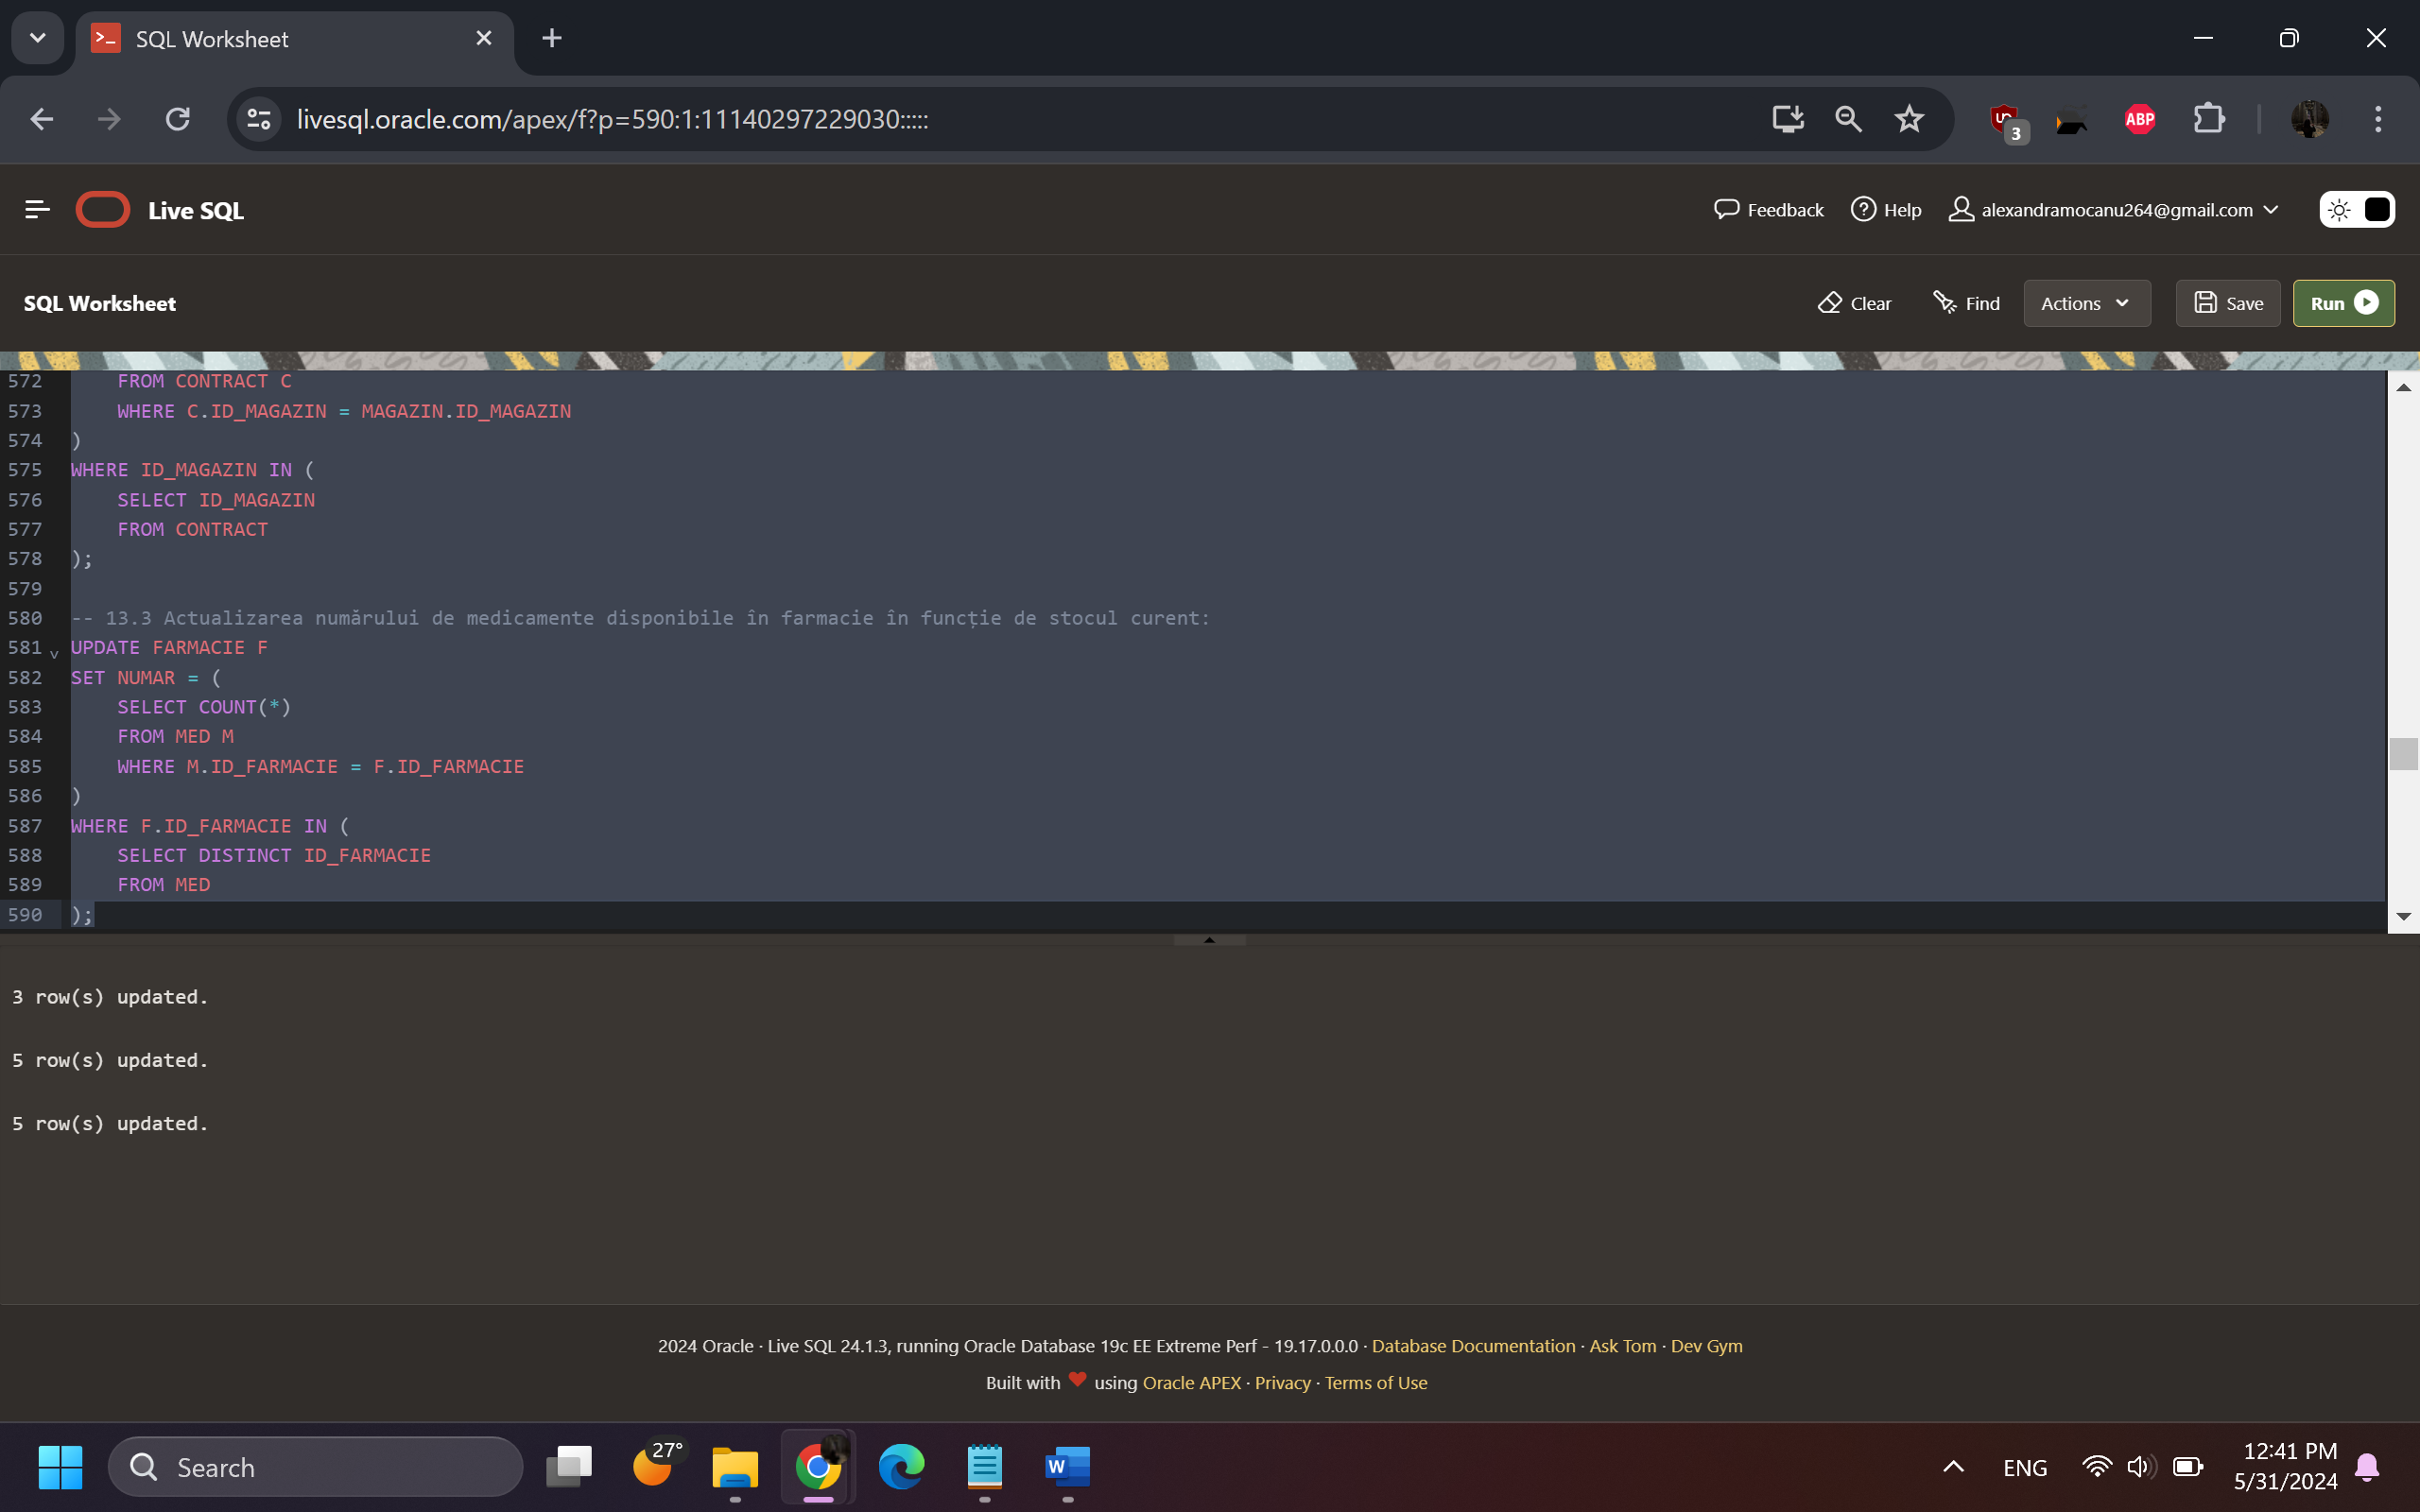 SQL Worksheet
livesql.oracle.com/apex/f?p=590:1:11140297229030:::::
3
ABP
Live SQL
Feedback
Help
alexandramocanu264@gmail.com
SQL Worksheet
Clear
Find
Actions
Save
Run
572 FROM CONTRACT C
573 WHERE C.ID_MAGAZIN = MAGAZIN.ID_MAGAZIN
574 )
575 WHERE ID_MAGAZIN IN (
576 SELECT ID_MAGAZIN
577 FROM CONTRACT
578 );
579
580 -- 13.3 Actualizarea numărului de medicamente disponibile în farmacie în funcție de stocul curent:
581 UPDATE FARMACIE F
582 SET NUMAR = (
583 SELECT COUNT(*)
584 FROM MED M
585 WHERE M.ID_FARMACIE = F.ID_FARMACIE
586 )
587 WHERE F.ID_FARMACIE IN (
588 SELECT DISTINCT ID_FARMACIE
589 FROM MED
590 );
3 row(s) updated.
5 row(s) updated.
5 row(s) updated.
2024 Oracle · Live SQL 24.1.3, running Oracle Database 19c EE Extreme Perf - 19.17.0.0.0 · Database Documentation · Ask Tom · Dev Gym
Built with ❤ using Oracle APEX · Privacy · Terms of Use
Search
27°
W
ENG
12:41 PM
5/31/2024